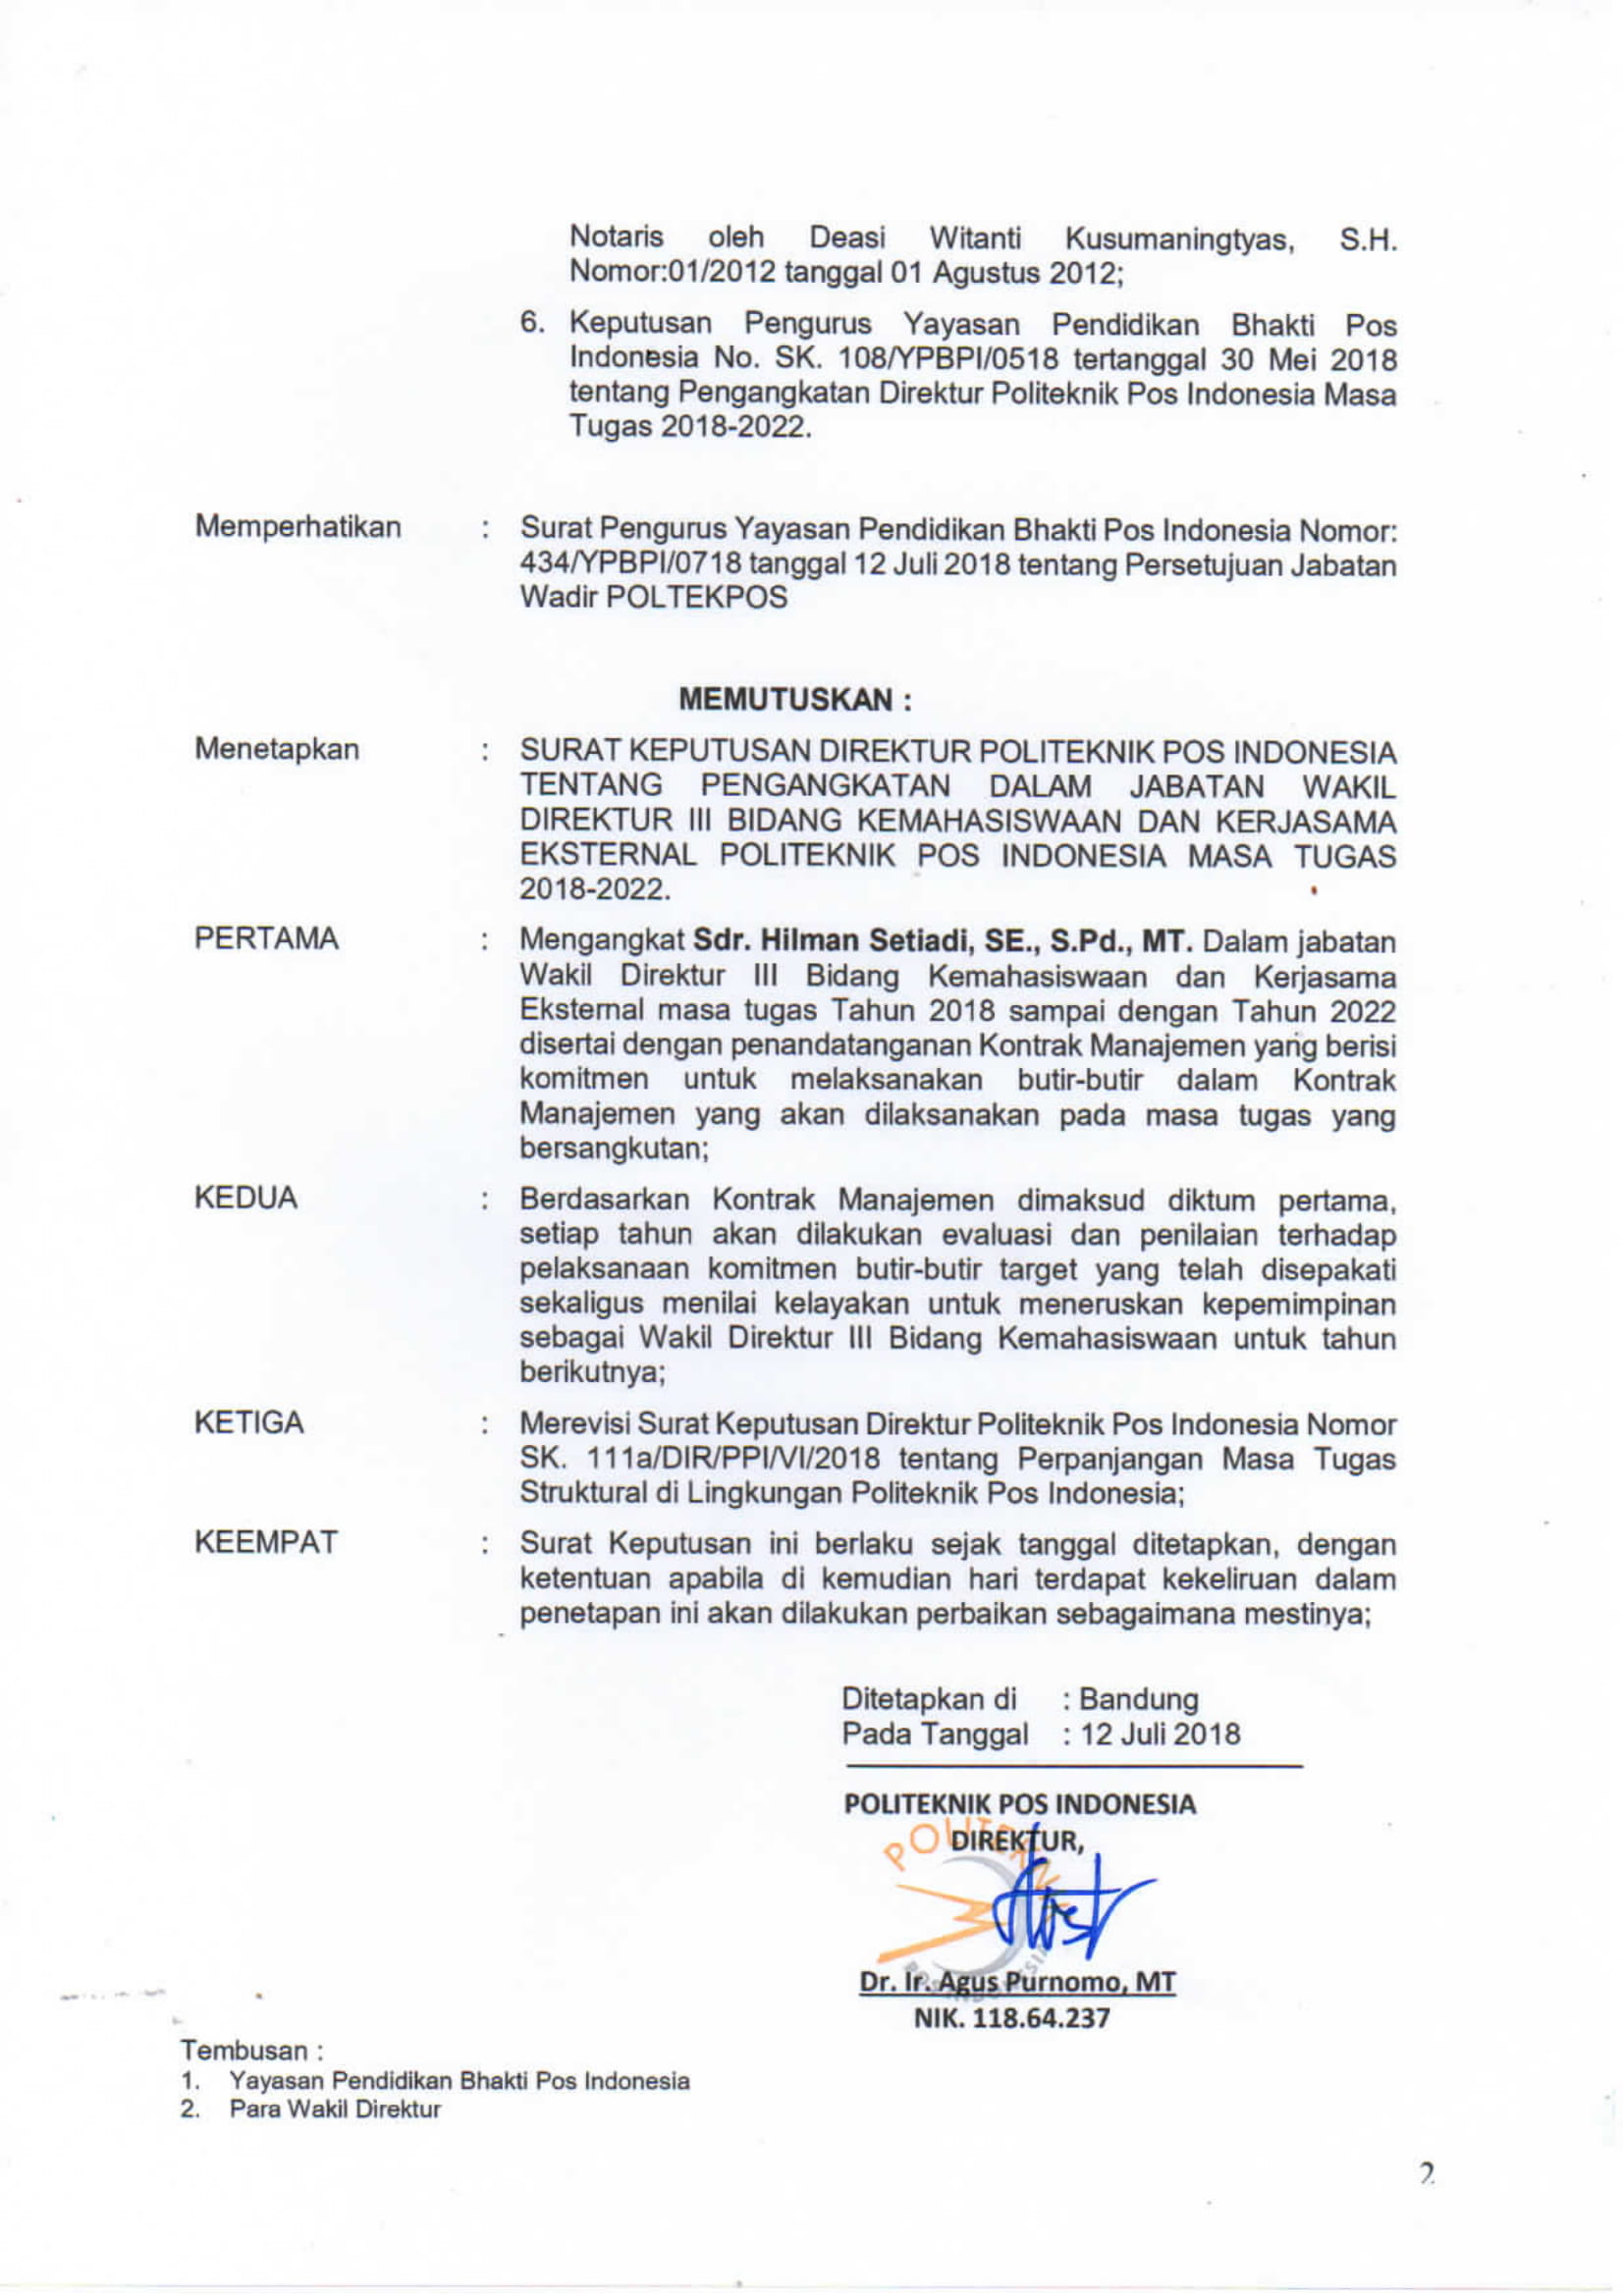 Notaris oleh Deasi Witanti Kusumaningtyas, S.H.
Nomor:01/2012 tanggal 01 Agustus 2012;
6. Keputusan Pengurus Yayasan Pendidikan Bhakti Pos
Indonesia No. SK. 108/YPBPI/0518 tertanggal 30 Mei 2018
tentang Pengangkatan Direktur Politeknik Pos Indonesia Masa
Tugas 2018-2022.
Memperhatikan : Surat Pengurus Yayasan Pendidikan Bhakti Pos Indonesia Nomor:
434/YPBPI/0718 tanggal 12 Juli 2018 tentang Persetujuan Jabatan
Wadir POLTEKPOS
MEMUTUSKAN :
Menetapkan : SURAT KEPUTUSAN DIREKTUR POLITEKNIK POS INDONESIA
TENTANG PENGANGKATAN DALAM JABATAN WAKIL
DIREKTUR III BIDANG KEMAHASISWAAN DAN KERJASAMA
EKSTERNAL POLITEKNIK POS INDONESIA MASA TUGAS
2018-2022.
PERTAMA : Mengangkat Sdr. Hilman Setiadi, SE., S.Pd., MT. Dalam jabatan
Wakil Direktur III Bidang Kemahasiswaan dan Kerjasama
Eksternal masa tugas Tahun 2018 sampai dengan Tahun 2022
disertai dengan penandatanganan Kontrak Manajemen yang berisi
komitmen untuk melaksanakan butir-butir dalam Kontrak
Manajemen yang akan dilaksanakan pada masa tugas yang
bersangkutan;
KEDUA : Berdasarkan Kontrak Manajemen dimaksud diktum pertama,
setiap tahun akan dilakukan evaluasi dan penilaian terhadap
pelaksanaan komitmen butir-butir target yang telah disepakati
sekaligus menilai kelayakan untuk meneruskan kepemimpinan
sebagai Wakil Direktur III Bidang Kemahasiswaan untuk tahun
berikutnya;
KETIGA : Merevisi Surat Keputusan Direktur Politeknik Pos Indonesia Nomor
SK. 111a/DIR/PPI/VI/2018 tentang Perpanjangan Masa Tugas
Struktural di Lingkungan Politeknik Pos Indonesia;
KEEMPAT : Surat Keputusan ini berlaku sejak tanggal ditetapkan, dengan
ketentuan apabila di kemudian hari terdapat kekeliruan dalam
penetapan ini akan dilakukan perbaikan sebagaimana mestinya;
Ditetapkan di : Bandung
Pada Tanggal : 12 Juli 2018
POLITEKNIK POS INDONESIA
DIREKTUR,
POLITEKNIK
POS INDONESIA
Dr. Ir. Agus Purnomo, MT
NIK. 118.64.237
Tembusan :
1. Yayasan Pendidikan Bhakti Pos Indonesia
2. Para Wakil Direktur
2